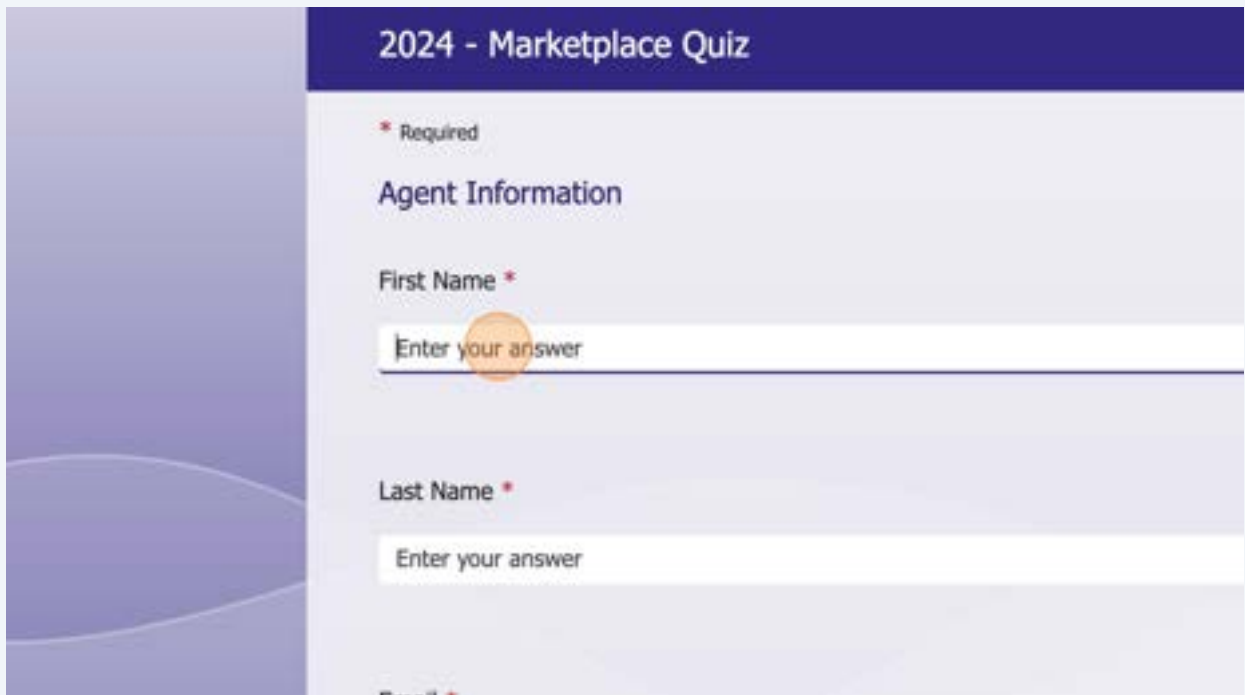 2024 - Marketplace Quiz
* Required
Agent Information
First Name *
Enter your answer
Last Name *
Enter your answer